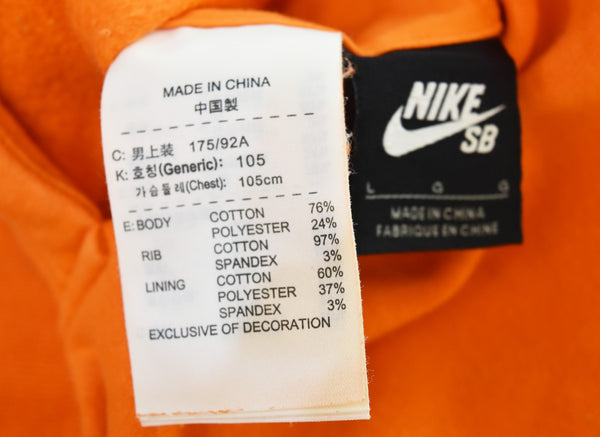 MADE IN CHINA
中国製
C: 男上装 175/92A
K: 호칭(Generic): 105
가슴둘레(Chest): 105cm
E: BODY COTTON 76%
POLYESTER 24%
RIB COTTON 97%
SPANDEX 3%
LINING COTTON 60%
POLYESTER 37%
SPANDEX 3%
EXCLUSIVE OF DECORATION
NIKE
SB
L G G
MADE IN CHINA
FABRIQUE EN CHINE